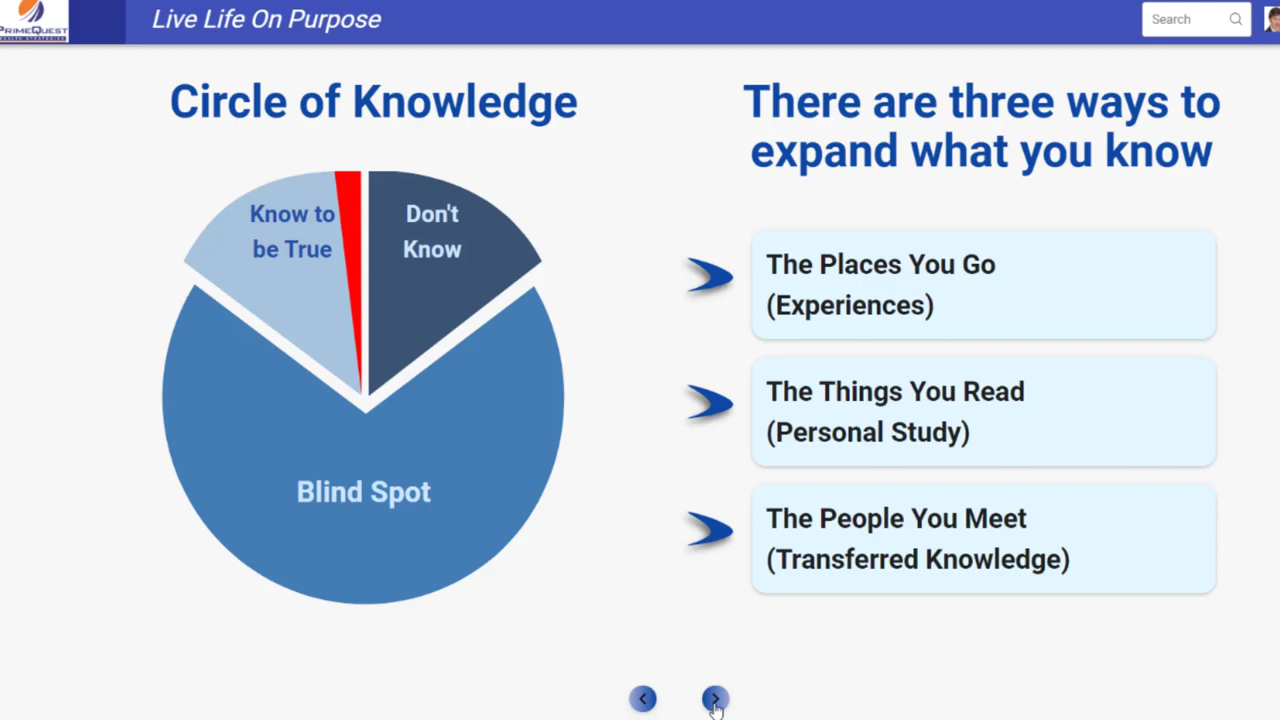 PRIMEQUEST
Live Life On Purpose
Search
Circle of Knowledge
Know to
be True
Don't
Know
Blind Spot
There are three ways to
expand what you know
The Places You Go
(Experiences)
The Things You Read
(Personal Study)
The People You Meet
(Transferred Knowledge)